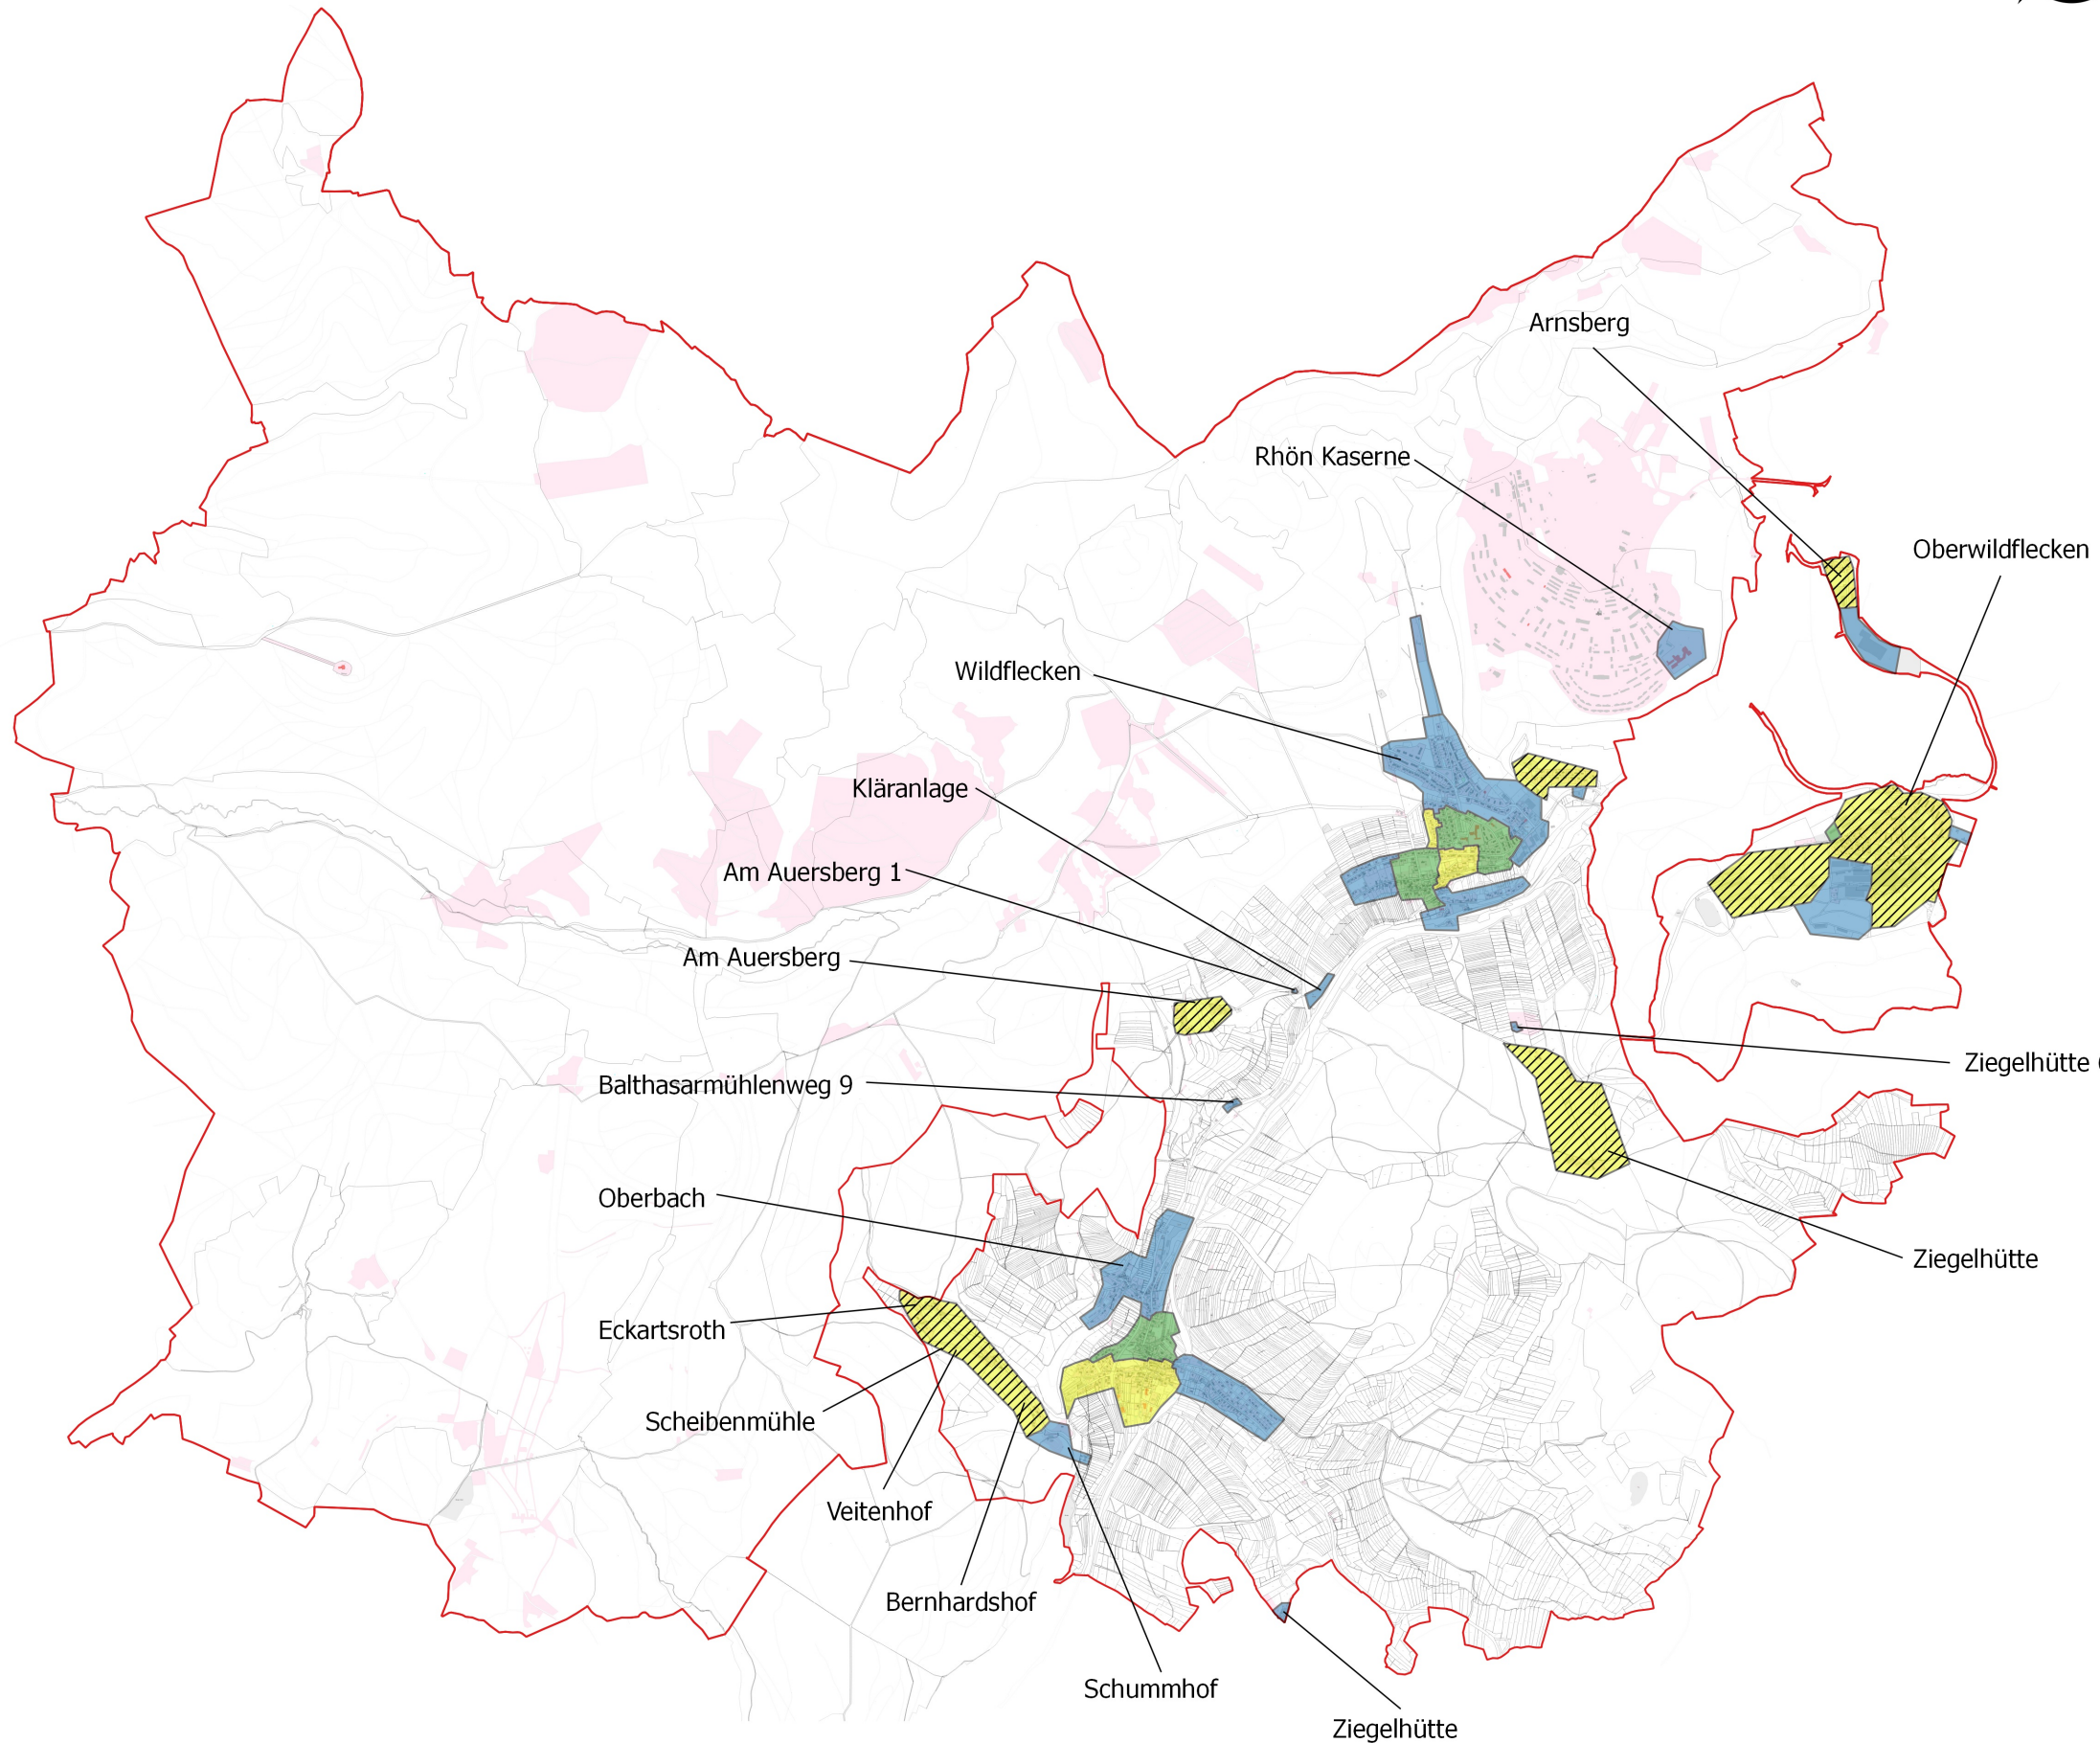 Arnsberg
Rhön Kaserne
Oberwildflecken
Wildflecken
Kläranlage
Am Auersberg 1
Am Auersberg
Ziegelhütte
Balthasarmühlenweg 9
Oberbach
Ziegelhütte
Eckartsroth
Scheibenmühle
Veitenhof
Bernhardshof
Schummhof
Ziegelhütte